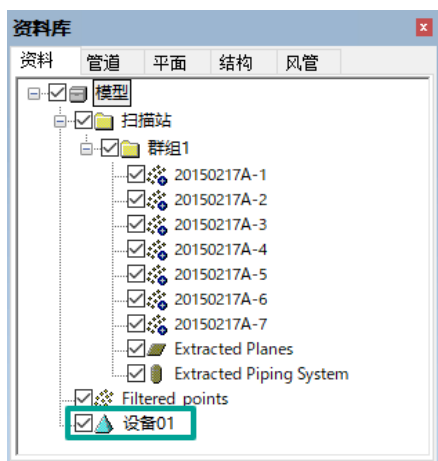 资料库
资料 管道 平面 结构 风管
模型
扫描站
群组1
20150217A-1
20150217A-2
20150217A-3
20150217A-4
20150217A-5
20150217A-6
20150217A-7
Extracted Planes
Extracted Piping System
Filtered_points
设备01